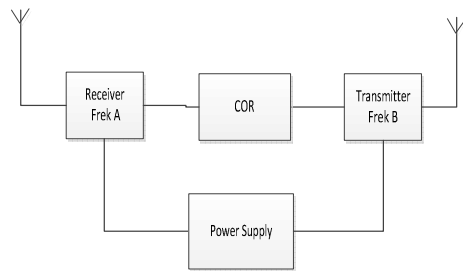 Receiver
Frek A
COR
Transmitter
Frek B
Power Supply